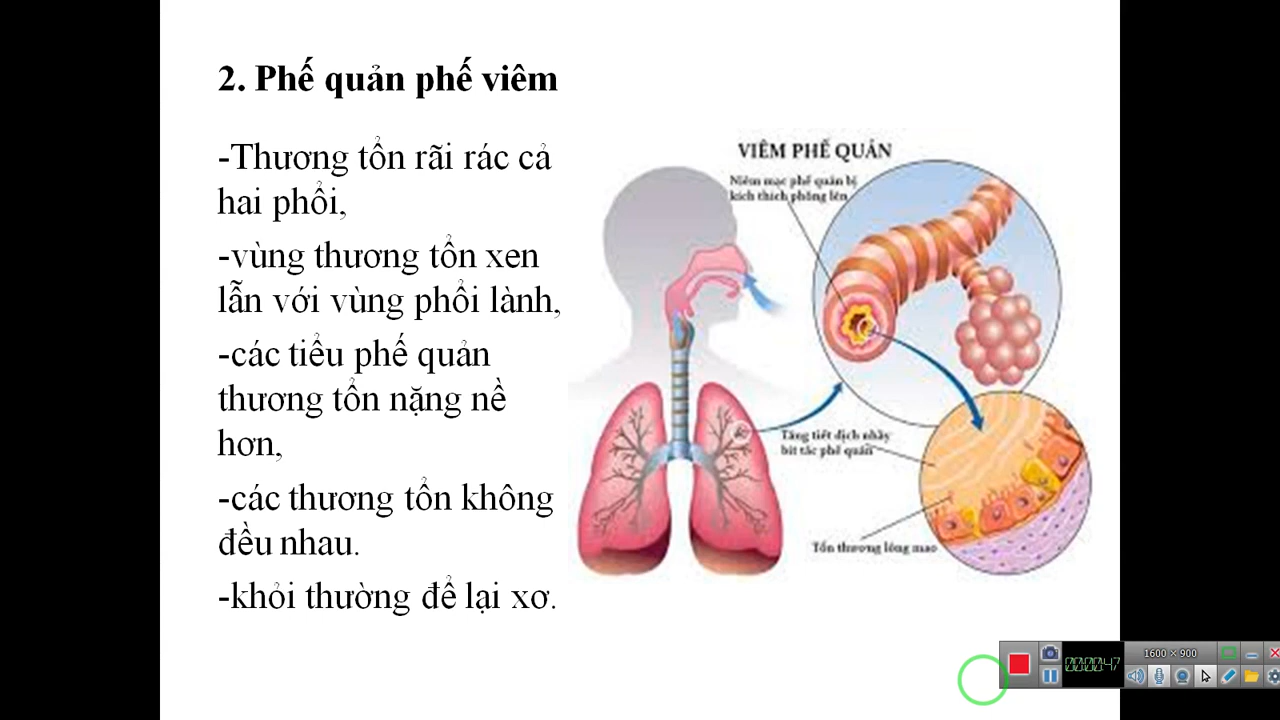 2. Phế quản phế viêm
-Thương tổn rãi rác cả
hai phổi,
-vùng thương tổn xen
lẫn với vùng phổi lành,
-các tiểu phế quản
thương tổn nặng nề
hơn,
-các thương tổn không
đều nhau.
-khỏi thường để lại xơ.
VIÊM PHẾ QUẢN
Niêm mạc phế quản bị
kích thích phồng lên
Tăng tiết dịch nhầy
bít tắc phế quản
Tổn thương lông mao
00:00:47
1600 × 900